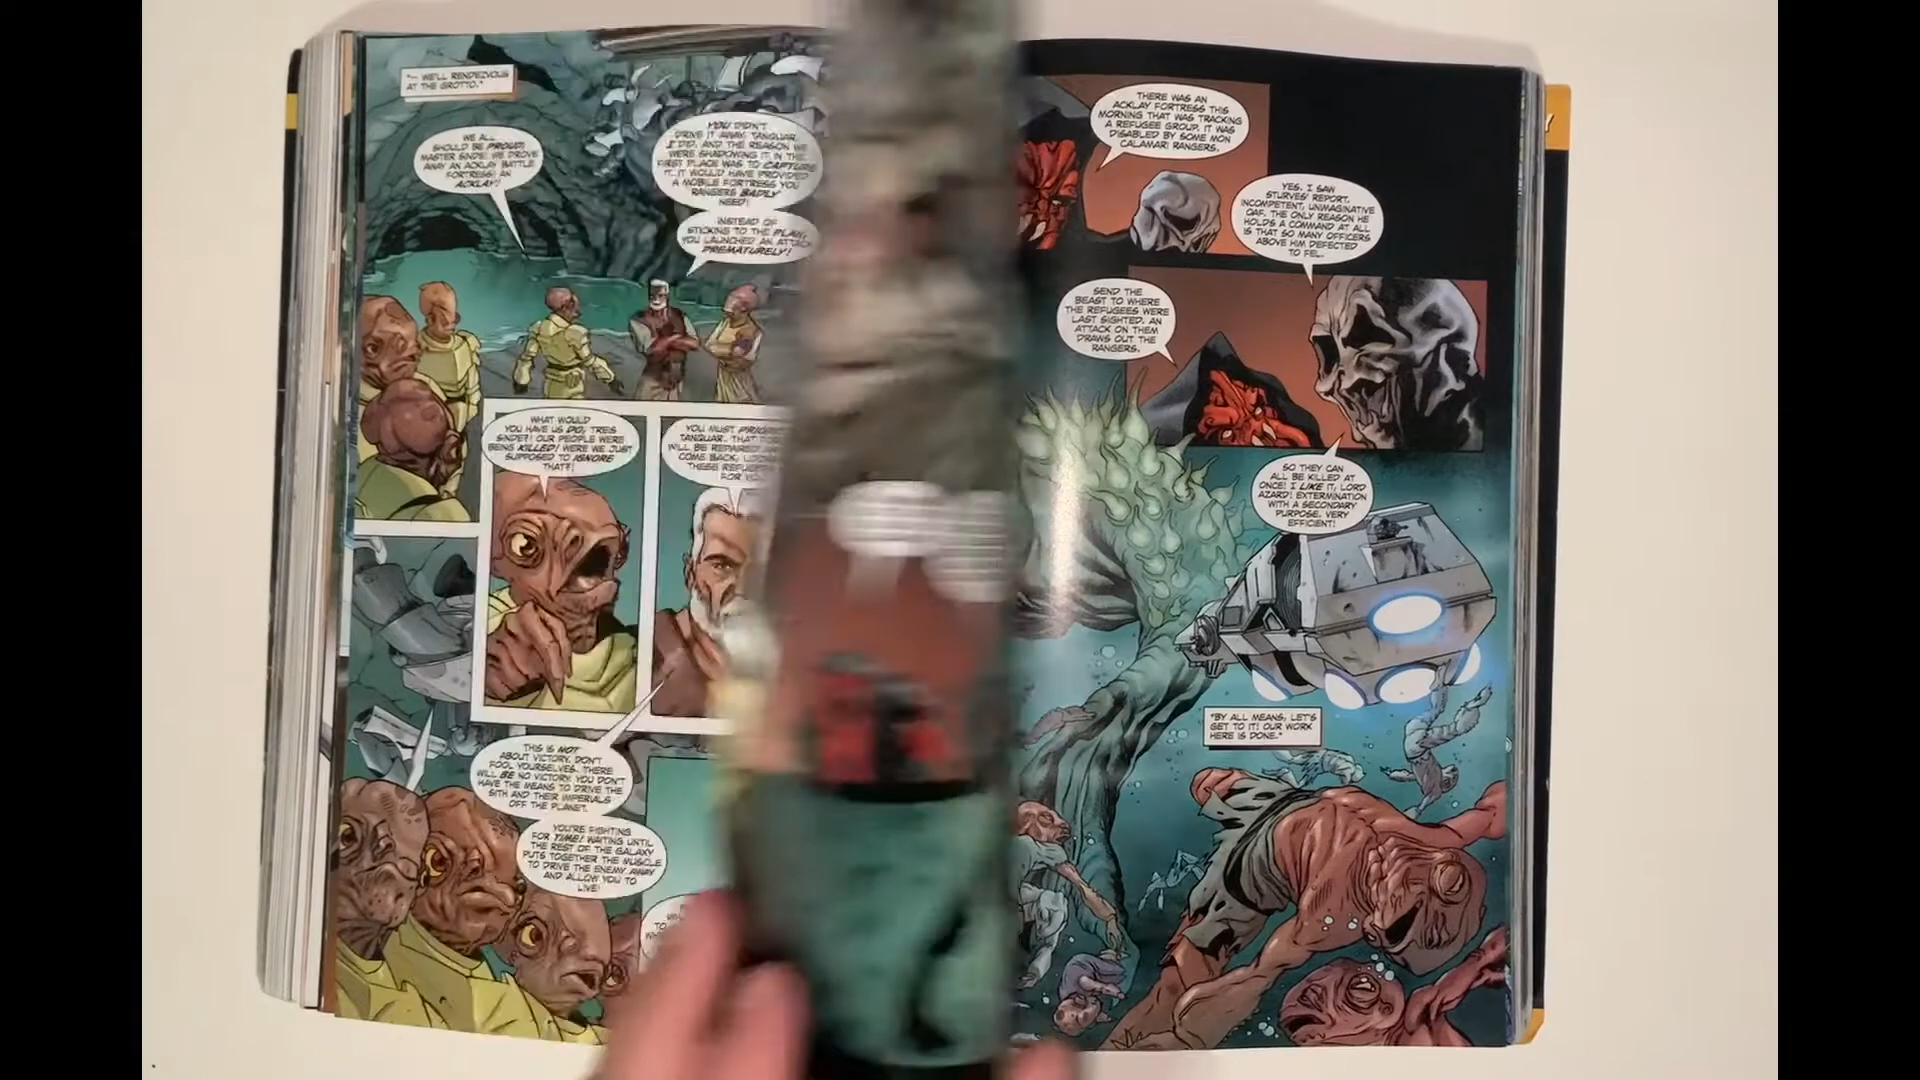 "— WE'LL RENDEZVOUS
AT THE GROTTO."
WE ALL
SHOULD BE PROUD,
MASTER SINDE! WE DROVE
AWAY AN ACKLAY BATTLE
FORTRESS! AN
ACKLAY!
YOU DIDN'T
DRIVE IT AWAY, TANQUAR.
I DID. AND THE REASON WE
WERE SHADOWING IT IN THE
FIRST PLACE WAS TO CAPTURE
IT. IT WOULD HAVE PROVIDED
A MOBILE FORTRESS YOU
RANGERS BADLY
NEED!
INSTEAD OF
STICKING TO THE PLAN,
YOU LAUNCHED AN ATTACK
PREMATURELY!
WHAT WOULD
YOU HAVE US DO, TREIS
SINDE?! OUR PEOPLE WERE
BEING KILLED! WERE WE JUST
SUPPOSED TO IGNORE
THAT?!
YOU MUST
TANQUAR. THAT
WILL BE REPAIRED
COME BACK,
THESE
FOR
THIS IS NOT
ABOUT VICTORY. DON'T
FOOL YOURSELVES. THERE
WILL BE NO VICTORY. YOU DON'T
HAVE THE MEANS TO DRIVE THE
SITH AND THEIR IMPERIALS
OFF THE PLANET.
YOU'RE FIGHTING
FOR TIME! WAITING UNTIL
THE REST OF THE GALAXY
PUTS TOGETHER THE MUSCLE
TO DRIVE THE ENEMY AWAY
AND ALLOW YOU TO
LIVE!
THERE WAS AN
ACKLAY FORTRESS THIS
MORNING THAT WAS TRACKING
A REFUGEE GROUP. IT WAS
DISABLED BY SOME MON
CALAMARI RANGERS.
YES, I SAW
STURVES' REPORT.
INCOMPETENT, UNIMAGINATIVE
OAF. THE ONLY REASON HE
HOLDS A COMMAND AT ALL
IS THAT SO MANY OFFICERS
ABOVE HIM DEFECTED
TO FEL.
SEND THE
BEAST TO WHERE
THE REFUGEES WERE
LAST SIGHTED. AN
ATTACK ON THEM
DRAWS OUT THE
RANGERS.
SO THEY CAN
ALL BE KILLED AT
ONCE! I LIKE IT, LORD
AZARD! EXTERMINATION
WITH A SECONDARY
PURPOSE. VERY
EFFICIENT!
"BY ALL MEANS, LET'S
GET TO IT! OUR WORK
HERE IS DONE."